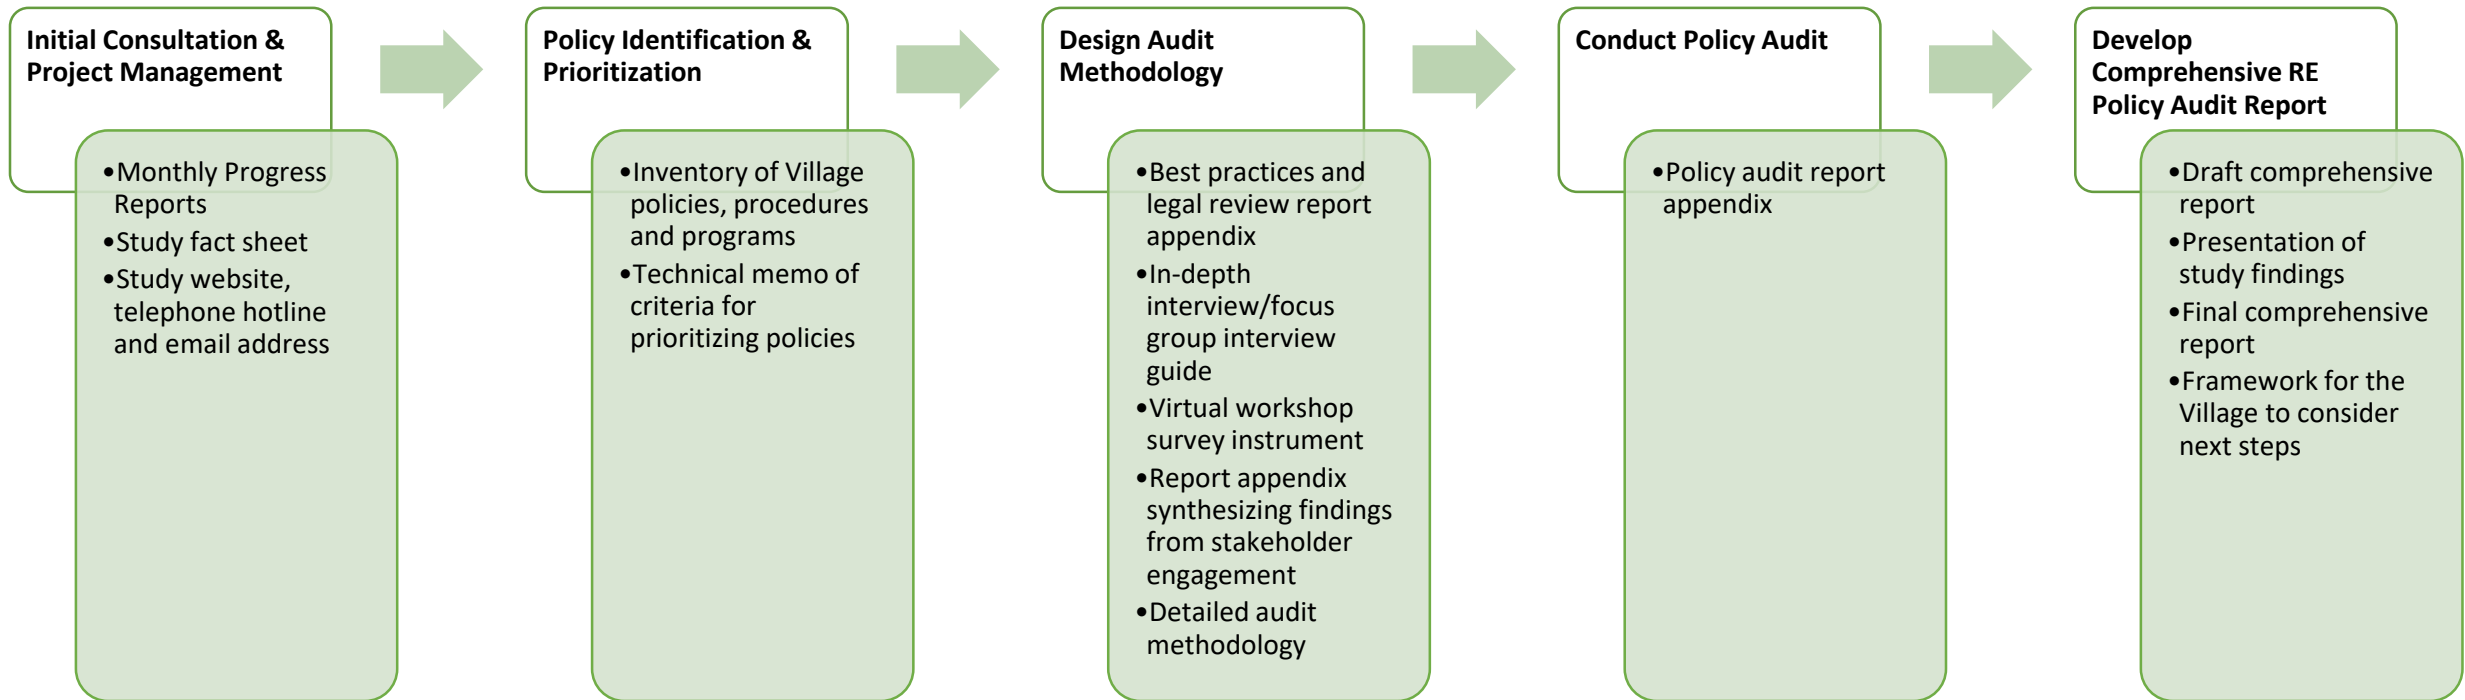 Initial Consultation &
Project Management
•Monthly Progress
Reports
•Study fact sheet
•Study website,
telephone hotline
and email address
Policy Identification &
Prioritization
•Inventory of Village
policies, procedures
and programs
•Technical memo of
criteria for
prioritizing policies
Design Audit
Methodology
•Best practices and
legal review report
appendix
•In-depth
interview/focus
group interview
guide
•Virtual workshop
survey instrument
•Report appendix
synthesizing findings
from stakeholder
engagement
•Detailed audit
methodology
Conduct Policy Audit
•Policy audit report
appendix
Develop
Comprehensive RE
Policy Audit Report
•Draft comprehensive
report
•Presentation of
study findings
•Final comprehensive
report
•Framework for the
Village to consider
next steps